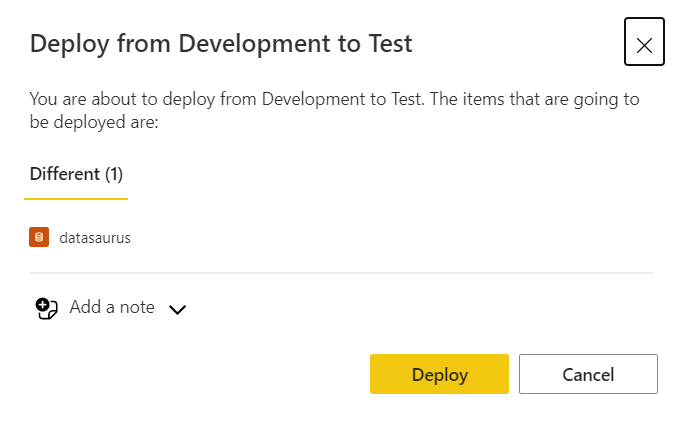 Deploy from Development to Test
You are about to deploy from Development to Test. The items that are going to
be deployed are:
Different (1)
datasaurus
Add a note
Deploy
Cancel